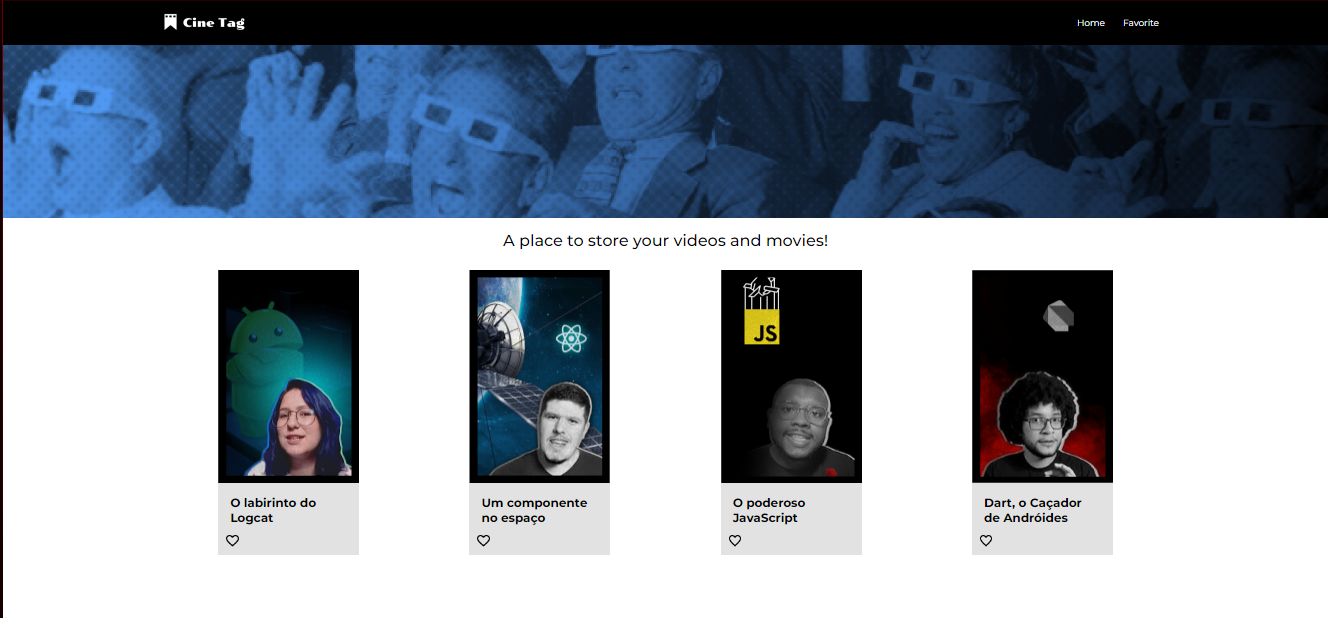 Cine Tag
Home Favorite
A place to store your videos and movies!
JS
O labirinto do
Logcat
Um componente
no espaço
O poderoso
JavaScript
Dart, o Caçador
de Andróides